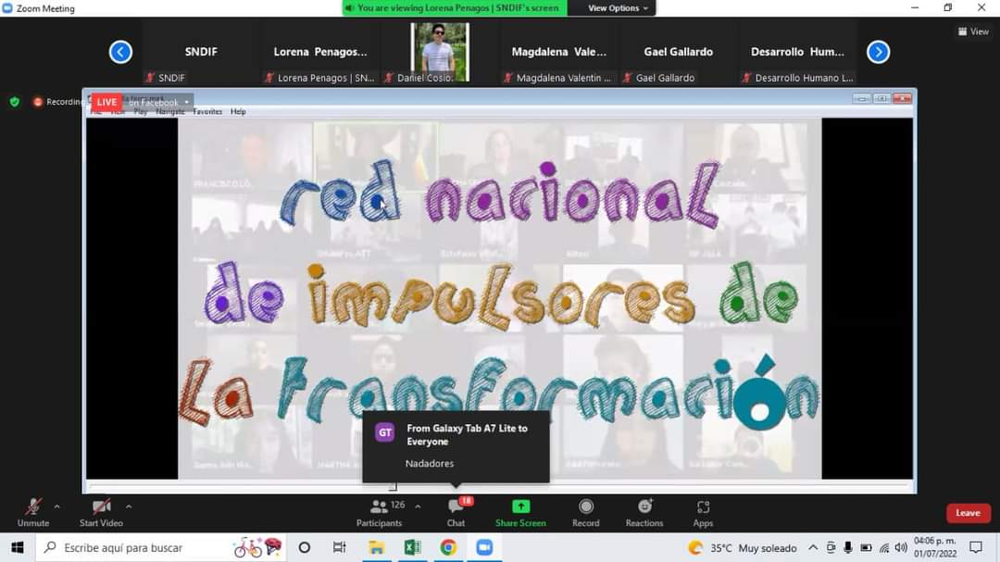 Zoom Meeting
You are viewing Lorena Penagos | SNDIF's screen
View Options
View
SNDIF
Lorena Penagos...
Magdalena Vale...
Gael Gallardo
Desarrollo Hum...
SNDIF
Lorena Penagos | SN...
Daniel Cosio.
Magdalena Valentin ...
Gael Gallardo
Desarrollo Humano L...
Recording
LIVE on Facebook
View Play Navigate Favorites Help
red nacional
de impulsores de
La transformación
GT
From Galaxy Tab A7 Lite to
Everyone
Nadadores
Unmute
Start Video
Participants
126
Chat
18
Share Screen
Record
Reactions
Apps
Leave
Escribe aquí para buscar
35°C Muy soleado
04:06 p. m.
01/07/2022